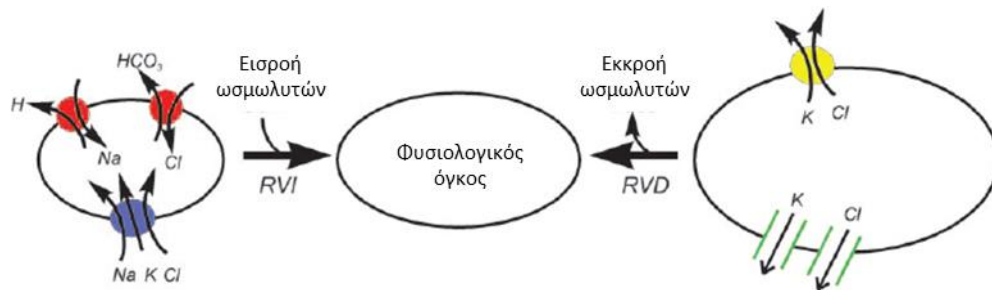 HCO3
H
Na
Cl
Na K Cl
Εισροή
ωσμωλυτών
RVI
Φυσιολογικός
όγκος
Εκκροή
ωσμωλυτών
RVD
K
Cl
K
Cl